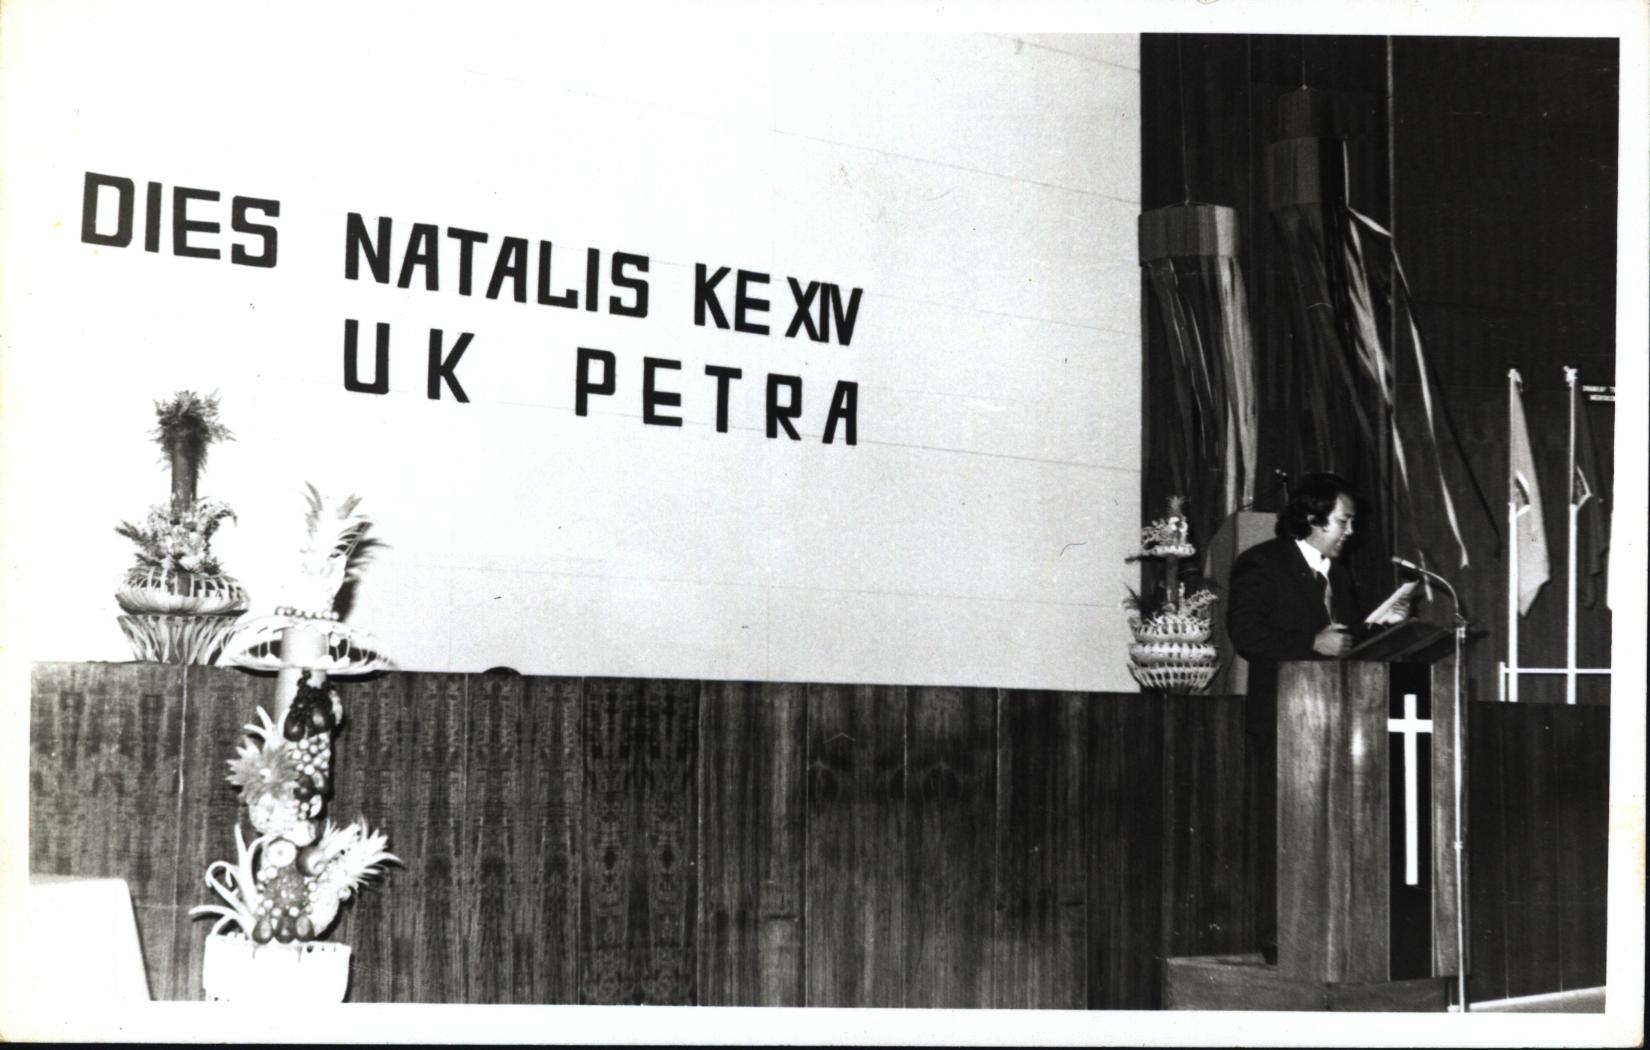 DIES NATALIS KE XIV
UK PETRA